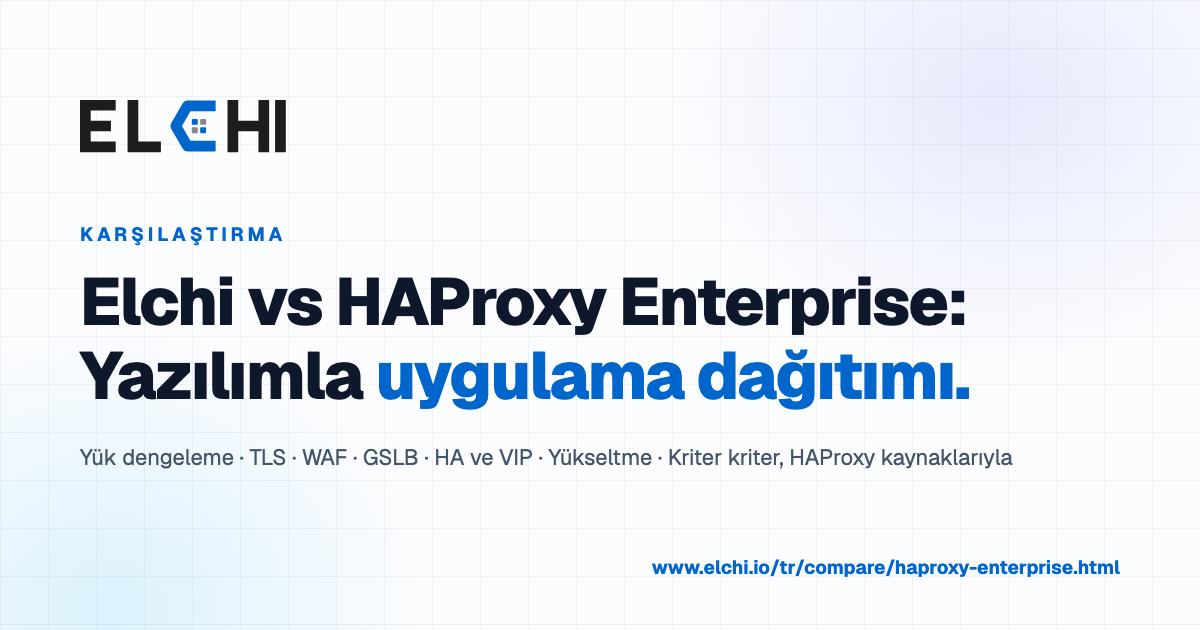 ELCHI
KARŞILAŞTIRMA
Elchi vs HAProxy Enterprise:
Yazılımla uygulama dağıtımı.
Yük dengeleme · TLS · WAF · GSLB · HA ve VIP · Yükseltme · Kriter kriter, HAProxy kaynaklarıyla
www.elchi.io/tr/compare/haproxy-enterprise.html